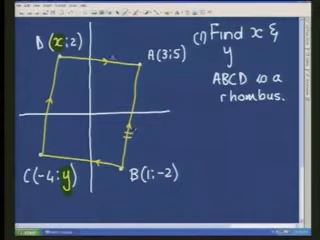 D (x;2)
A(3;5)
C(-4;y)
B(1;-2)
(1) Find x &
y
ABCD is a
rhombus.